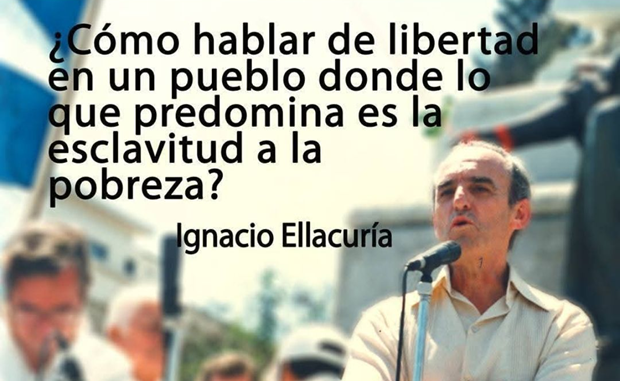 ¿Cómo hablar de libertad
en un pueblo donde lo
que predomina es la
esclavitud a la
pobreza?
Ignacio Ellacuría